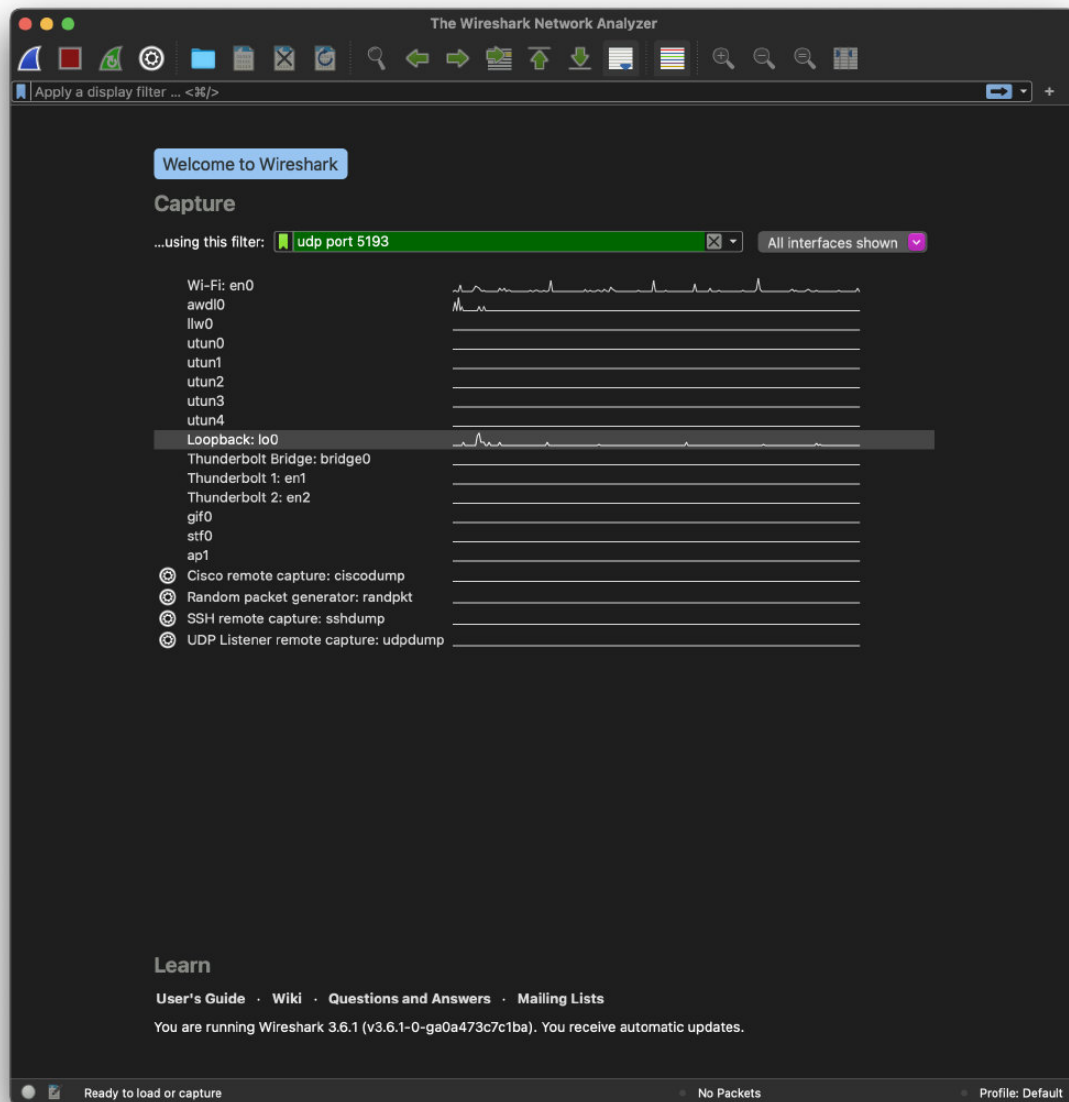 The Wireshark Network Analyzer
Apply a display filter ... <⌘/>
+
Welcome to Wireshark
Capture
...using this filter: udp port 5193 All interfaces shown
Wi-Fi: en0
awdl0
llw0
utun0
utun1
utun2
utun3
utun4
Loopback: lo0
Thunderbolt Bridge: bridge0
Thunderbolt 1: en1
Thunderbolt 2: en2
gif0
stf0
ap1
Cisco remote capture: ciscodump
Random packet generator: randpkt
SSH remote capture: sshdump
UDP Listener remote capture: udpdump
Learn
User's Guide · Wiki · Questions and Answers · Mailing Lists
You are running Wireshark 3.6.1 (v3.6.1-0-ga0a473c7c1ba). You receive automatic updates.
Ready to load or capture No Packets Profile: Default